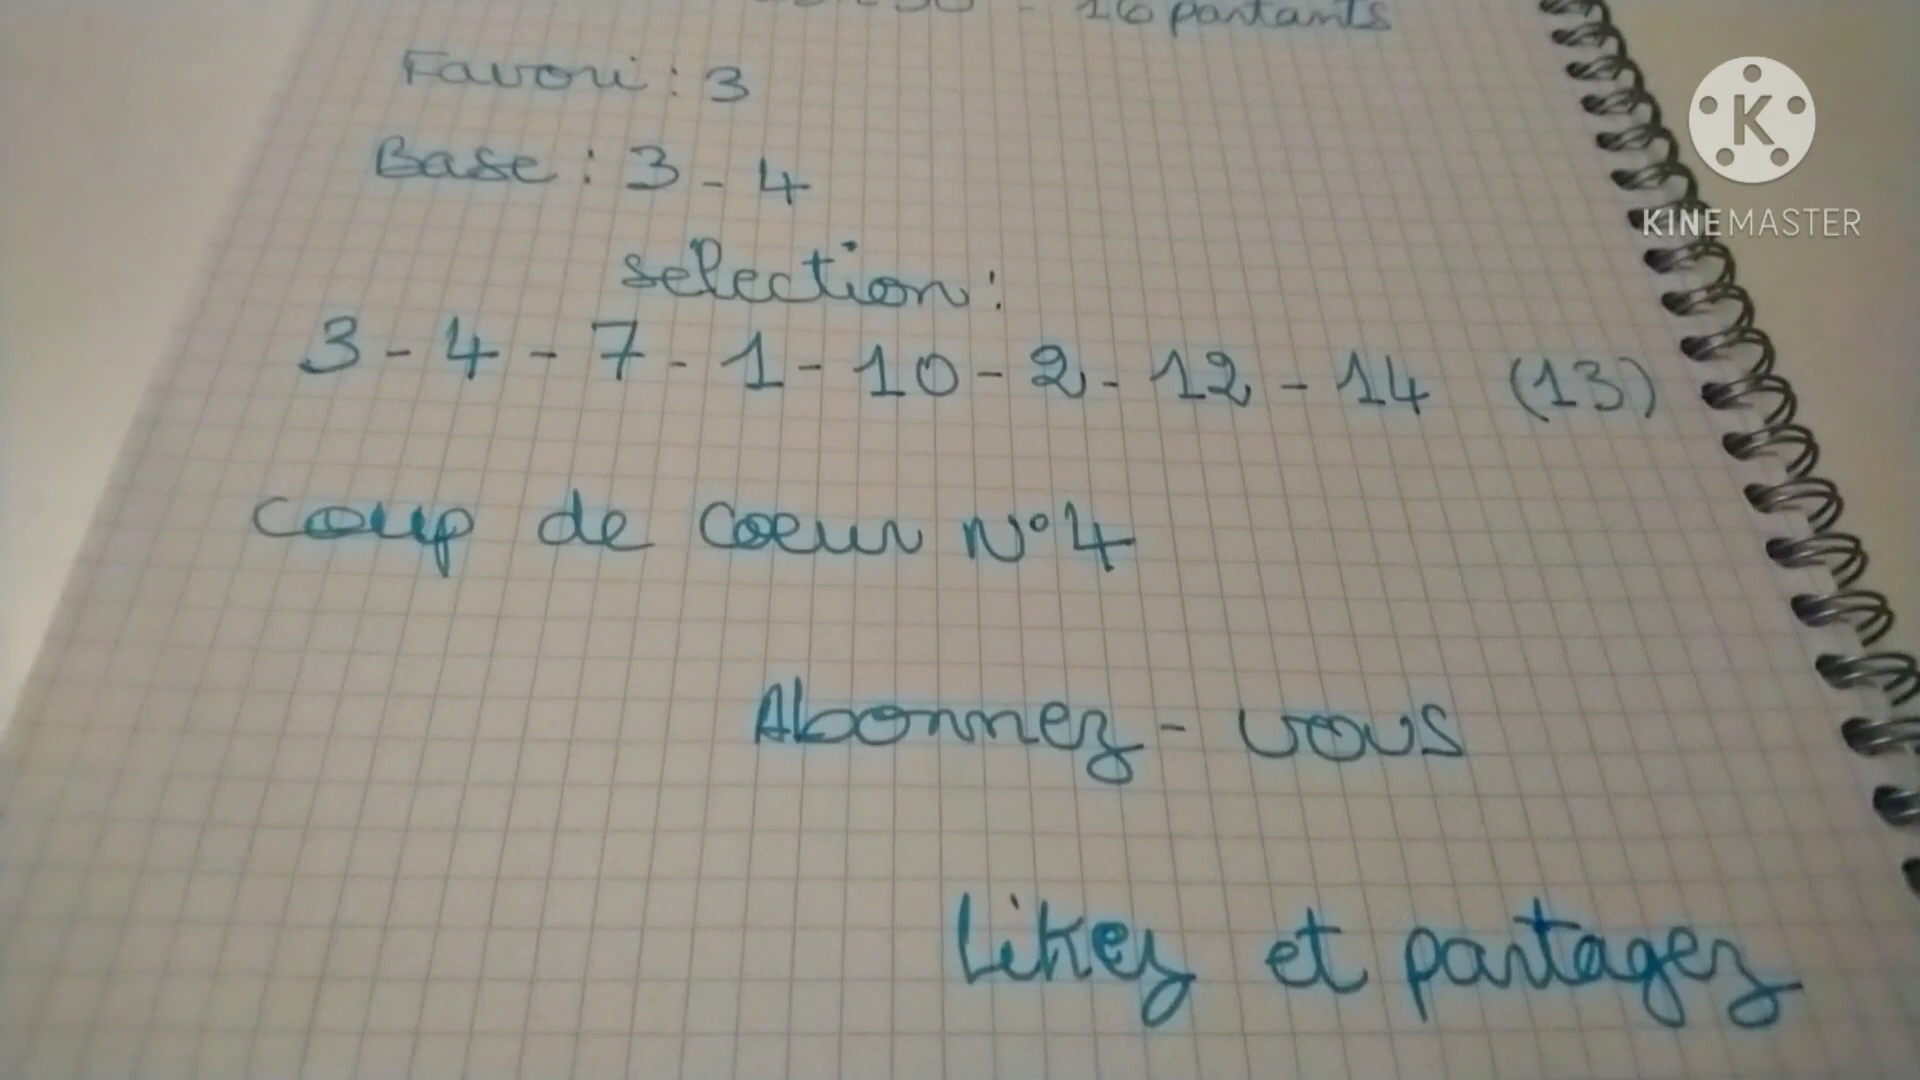 - 16 partants
Favori : 3
Base : 3 - 4
selection :
3 - 4 - 7 - 1 - 10 - 2 - 12 - 14 (13)
coup de coeur N°4
Abonnez - vous
Likez et partagez
K
KINEMASTER